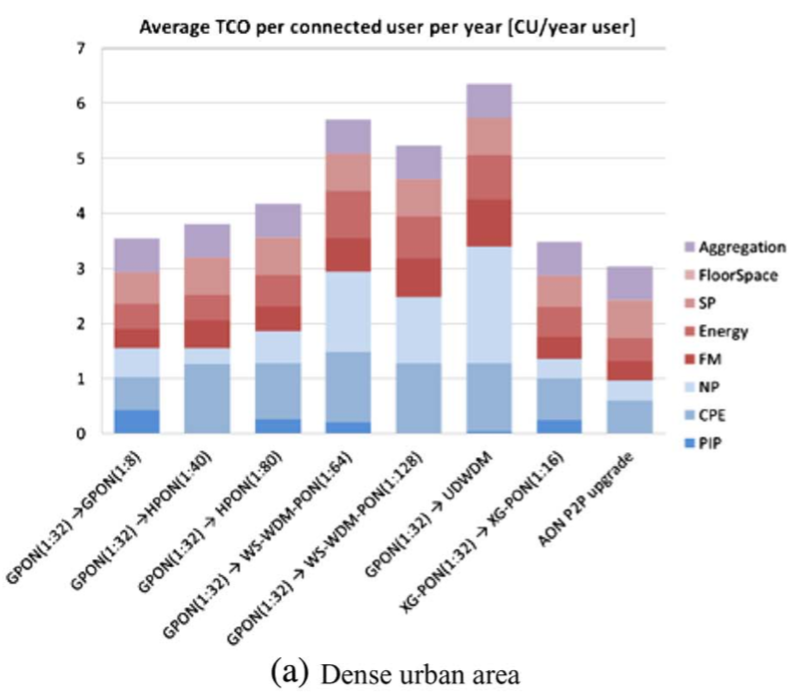 Average TCO per connected user per year [CU/year user]
7
6
5
4
3
2
1
0
Aggregation
FloorSpace
SP
Energy
FM
NP
CPE
PIP
GPON(1:32) →GPON(1:8)
GPON(1:32) →HPON(1:40)
GPON(1:32) → HPON(1:80)
GPON(1:32) → WS-WDM-PON(1:64)
GPON(1:32) → WS-WDM-PON(1:128)
GPON(1:32) → UDWDM
XG-PON(1:32) → XG-PON(1:16)
AON P2P upgrade
(a) Dense urban area